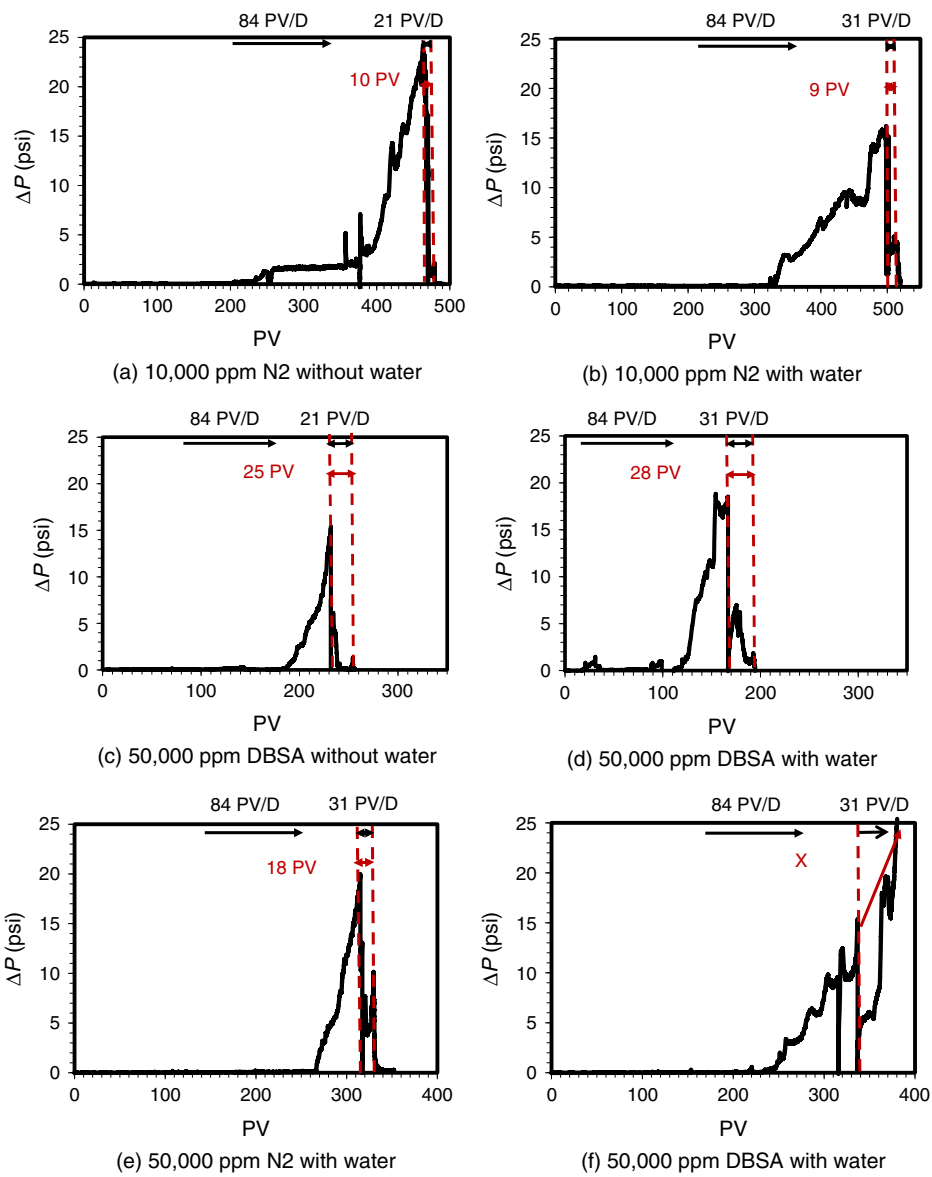 84 PV/D 21 PV/D
25
20
15
10
5
0
ΔP (psi)
10 PV
0 100 200 300 400 500
PV
(a) 10,000 ppm N2 without water
84 PV/D 31 PV/D
25
20
15
10
5
0
ΔP (psi)
9 PV
0 100 200 300 400 500
PV
(b) 10,000 ppm N2 with water
84 PV/D 21 PV/D
25
20
15
10
5
0
ΔP (psi)
25 PV
0 100 200 300
PV
(c) 50,000 ppm DBSA without water
84 PV/D 31 PV/D
25
20
15
10
5
0
ΔP (psi)
28 PV
0 100 200 300
PV
(d) 50,000 ppm DBSA with water
84 PV/D 31 PV/D
25
20
15
10
5
0
ΔP (psi)
18 PV
0 100 200 300 400
PV
(e) 50,000 ppm N2 with water
84 PV/D 31 PV/D
25
20
15
10
5
0
ΔP (psi)
X
0 100 200 300 400
PV
(f) 50,000 ppm DBSA with water